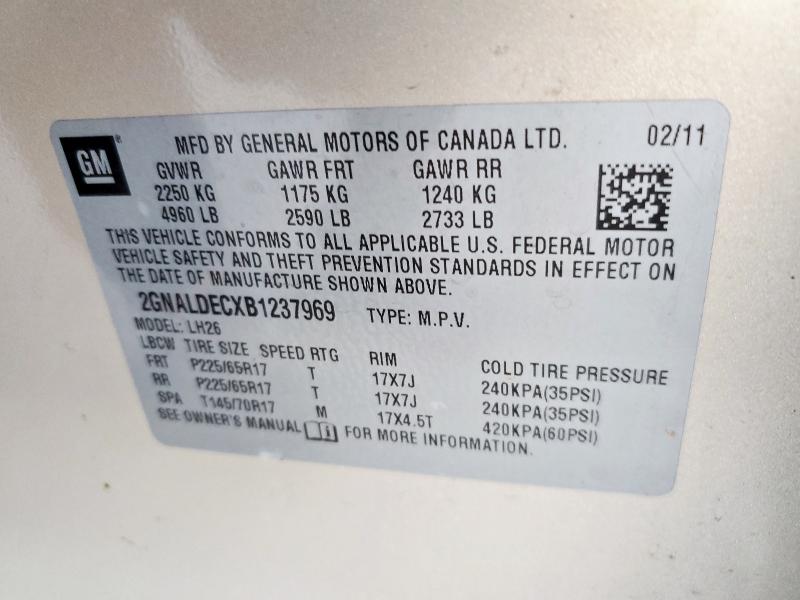 GM
MFD BY GENERAL MOTORS OF CANADA LTD. 02/11
GVWR GAWR FRT GAWR RR
2250 KG 1175 KG 1240 KG
4960 LB 2590 LB 2733 LB
THIS VEHICLE CONFORMS TO ALL APPLICABLE U.S. FEDERAL MOTOR
VEHICLE SAFETY AND THEFT PREVENTION STANDARDS IN EFFECT ON
THE DATE OF MANUFACTURE SHOWN ABOVE.
2GNALDECXB1237969 TYPE: M.P.V.
MODEL: LH26
LBCW TIRE SIZE SPEED RTG RIM COLD TIRE PRESSURE
FRT P225/65R17 T 17X7J 240KPA(35PSI)
RR P225/65R17 T 17X7J 240KPA(35PSI)
SPA T145/70R17 M 17X4.5T 420KPA(60PSI)
SEE OWNER'S MANUAL FOR MORE INFORMATION.